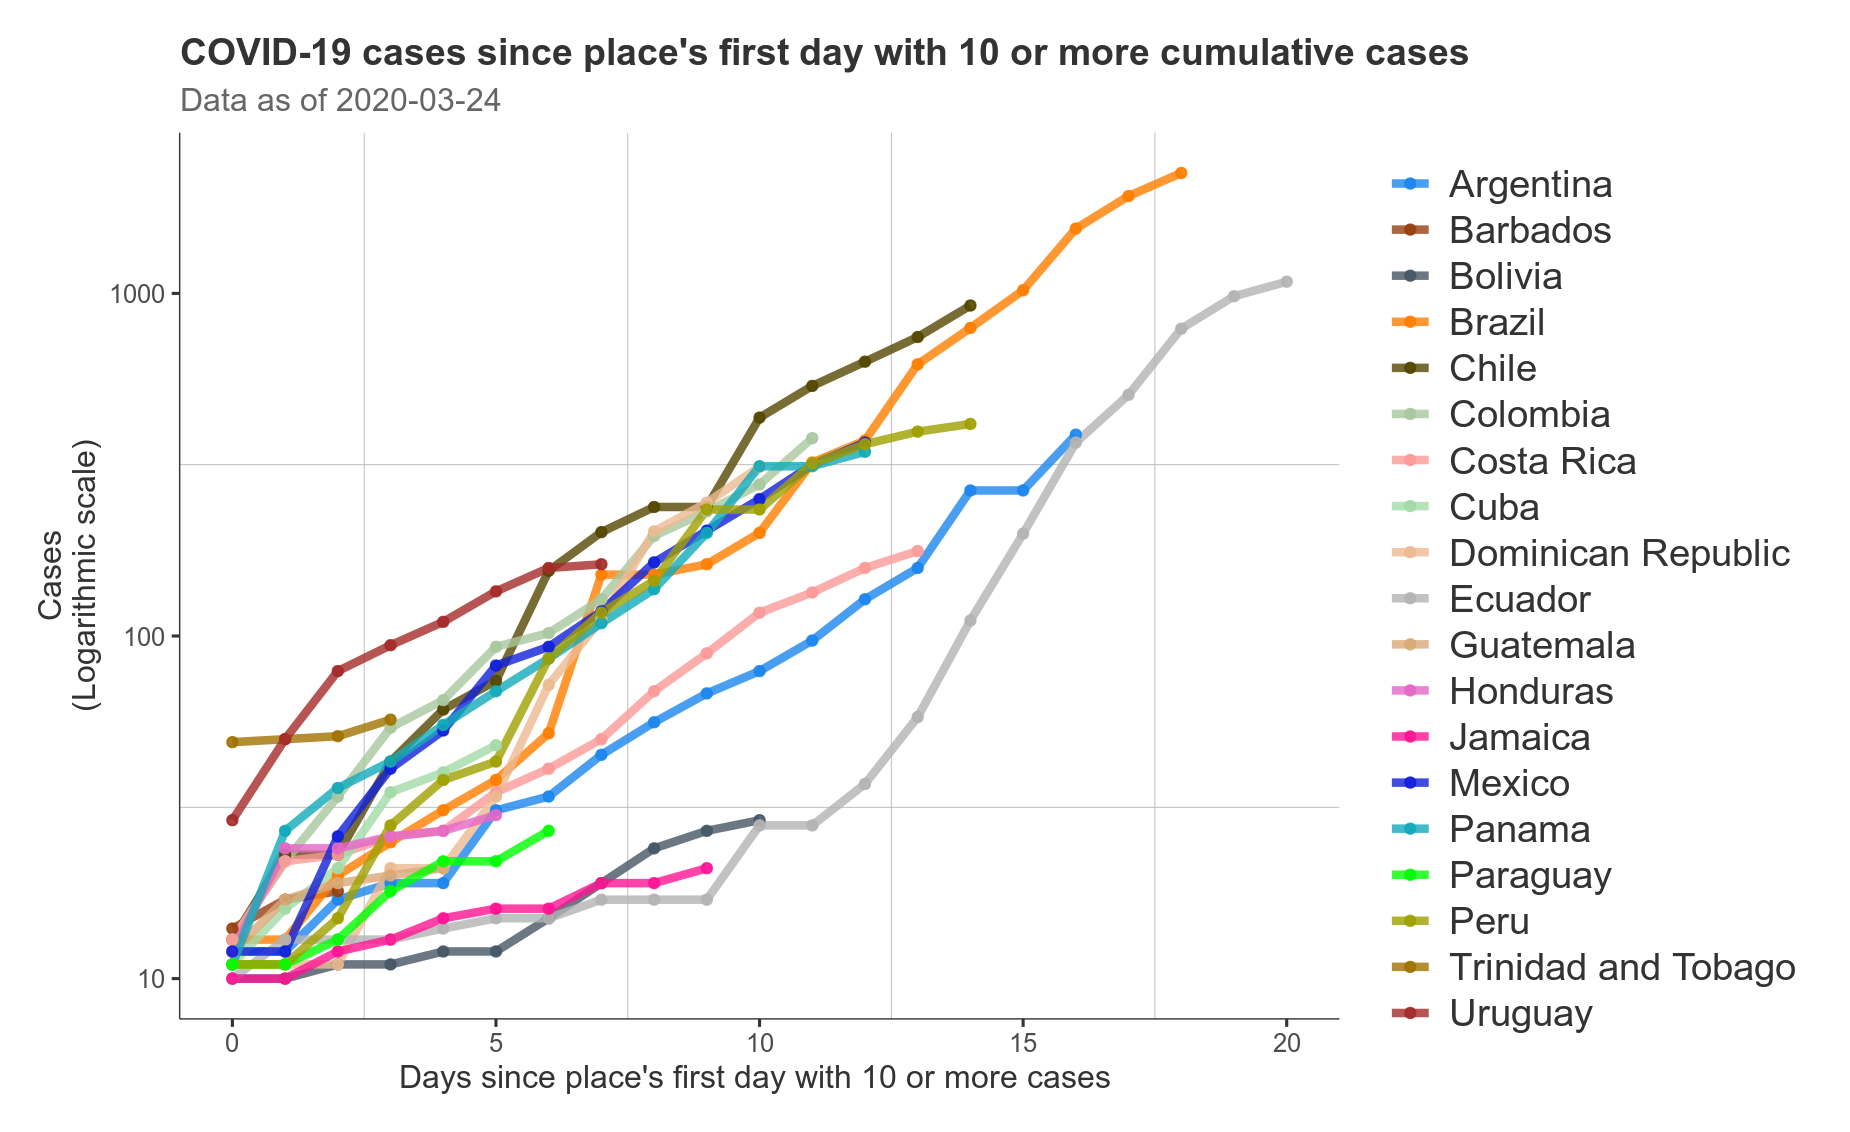 COVID-19 cases since place's first day with 10 or more cumulative cases
Data as of 2020-03-24
Cases
(Logarithmic scale)
1000
100
10
0 5 10 15 20
Days since place's first day with 10 or more cases
Argentina
Barbados
Bolivia
Brazil
Chile
Colombia
Costa Rica
Cuba
Dominican Republic
Ecuador
Guatemala
Honduras
Jamaica
Mexico
Panama
Paraguay
Peru
Trinidad and Tobago
Uruguay